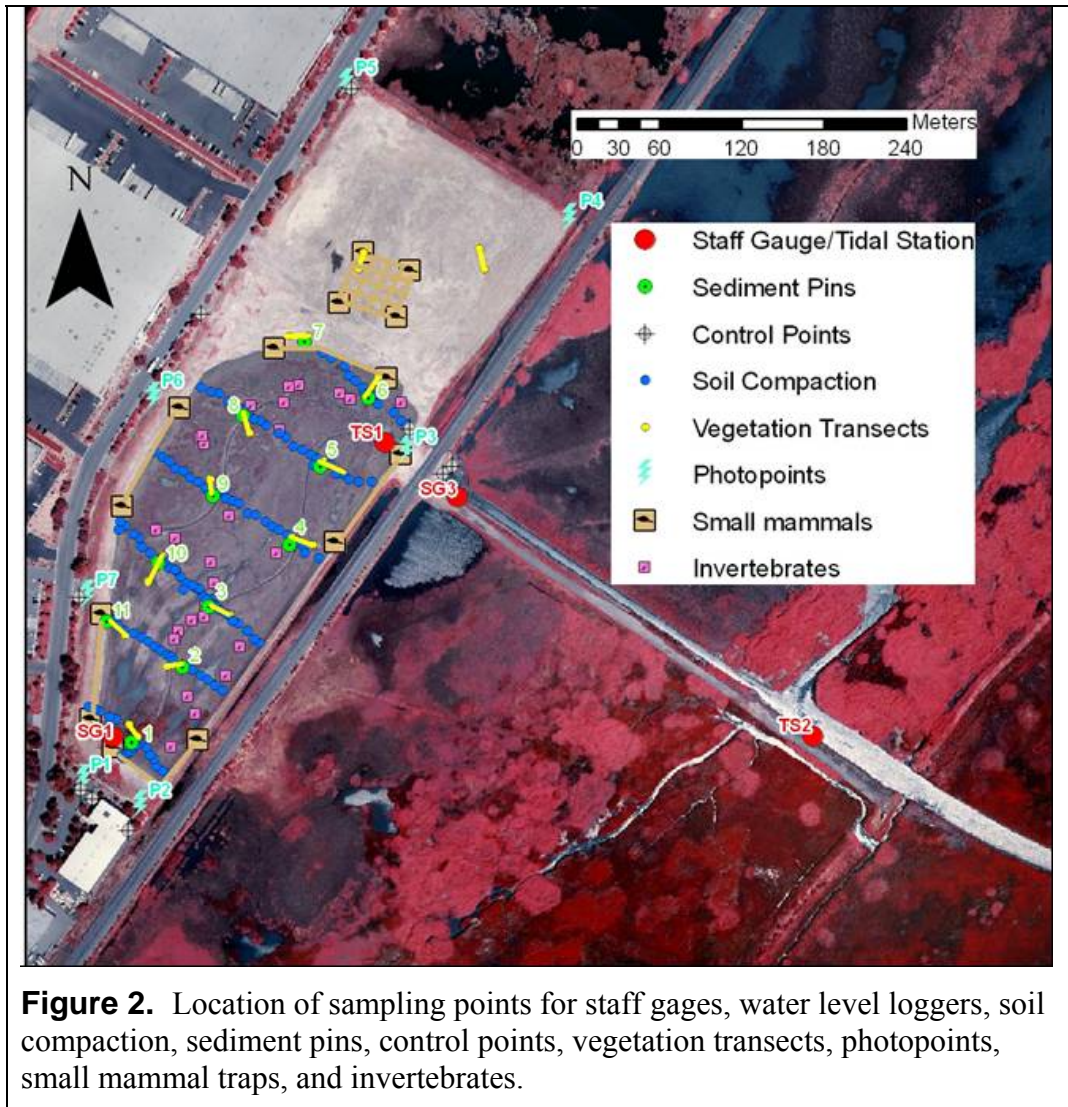 P5
Meters
0 30 60 120 180 240
N
P4
Staff Gauge/Tidal Station
Sediment Pins
Control Points
Soil Compaction
Vegetation Transects
Photopoints
Small mammals
Invertebrates
7
P6
6
8
TS1
P3
5
SG3
9
4
10
P7
3
11
2
TS2
SG1
1
P1
P2
Figure 2. Location of sampling points for staff gages, water level loggers, soil
compaction, sediment pins, control points, vegetation transects, photopoints,
small mammal traps, and invertebrates.